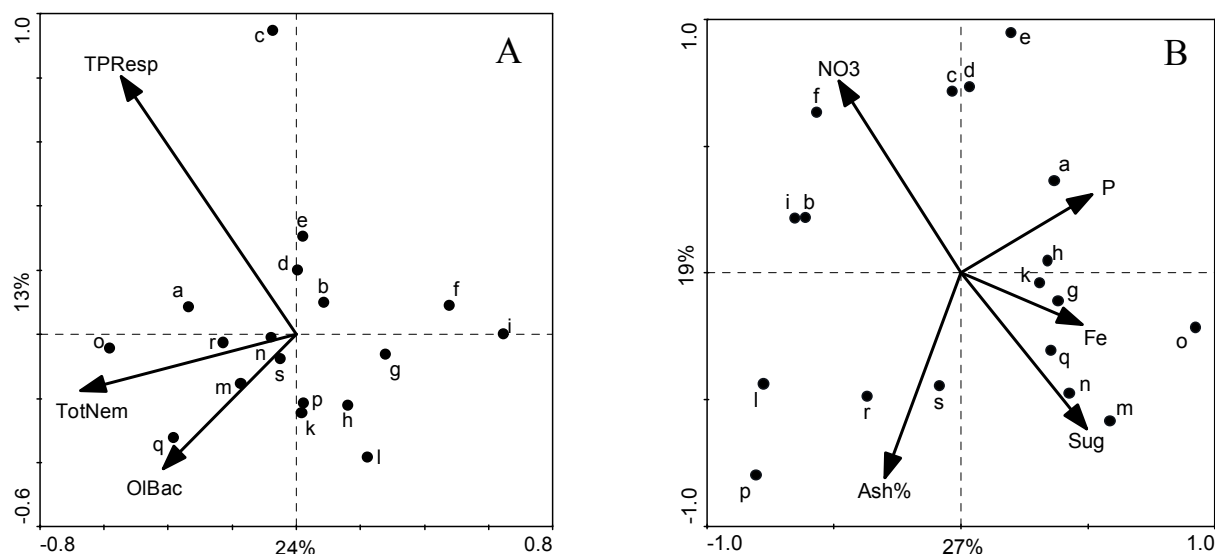 A
1.0
13%
-0.6
-0.8
24%
0.8
c
TPResp
e
d
b
f
a
i
o
r
n
s
g
m
TotNem
p
k
h
q
l
OlBac
B
1.0
19%
-1.0
-1.0
27%
1.0
e
NO3
c
d
f
a
P
i
b
h
k
g
Fe
o
q
l
r
s
n
m
Sug
p
Ash%